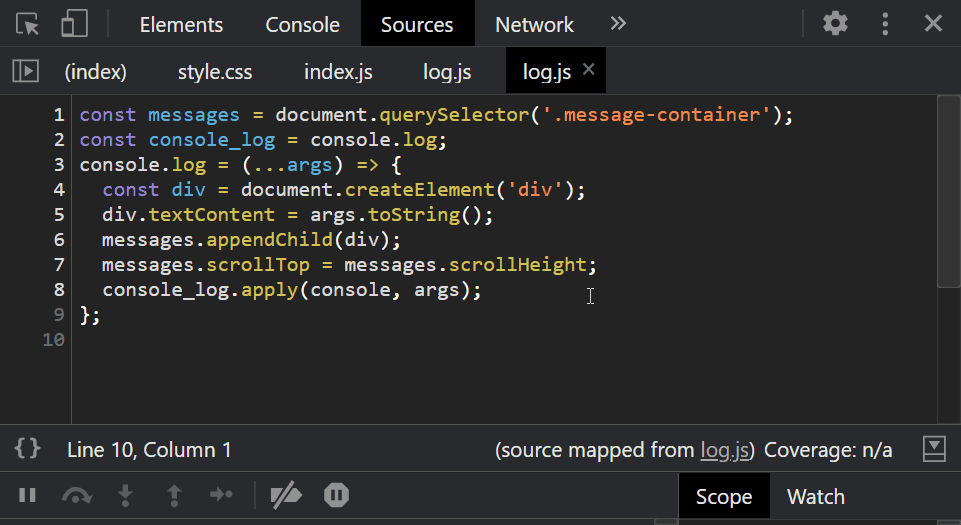 Elements Console Sources Network
(index) style.css index.js log.js log.js
1 const messages = document.querySelector('.message-container');
2 const console_log = console.log;
3 console.log = (...args) => {
4 const div = document.createElement('div');
5 div.textContent = args.toString();
6 messages.appendChild(div);
7 messages.scrollTop = messages.scrollHeight;
8 console_log.apply(console, args);
9 };
10
{} Line 10, Column 1 (source mapped from log.js) Coverage: n/a
Scope Watch